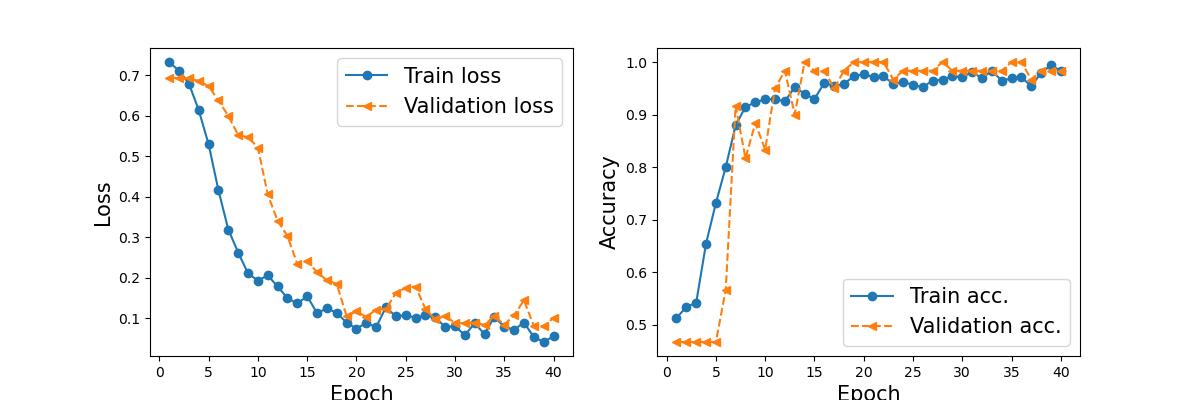 Train loss
Validation loss
0.7
0.6
0.5
0.4
0.3
0.2
0.1
Loss
0 5 10 15 20 25 30 35 40
Epoch
1.0
0.9
0.8
0.7
0.6
0.5
Accuracy
Train acc.
Validation acc.
0 5 10 15 20 25 30 35 40
Epoch